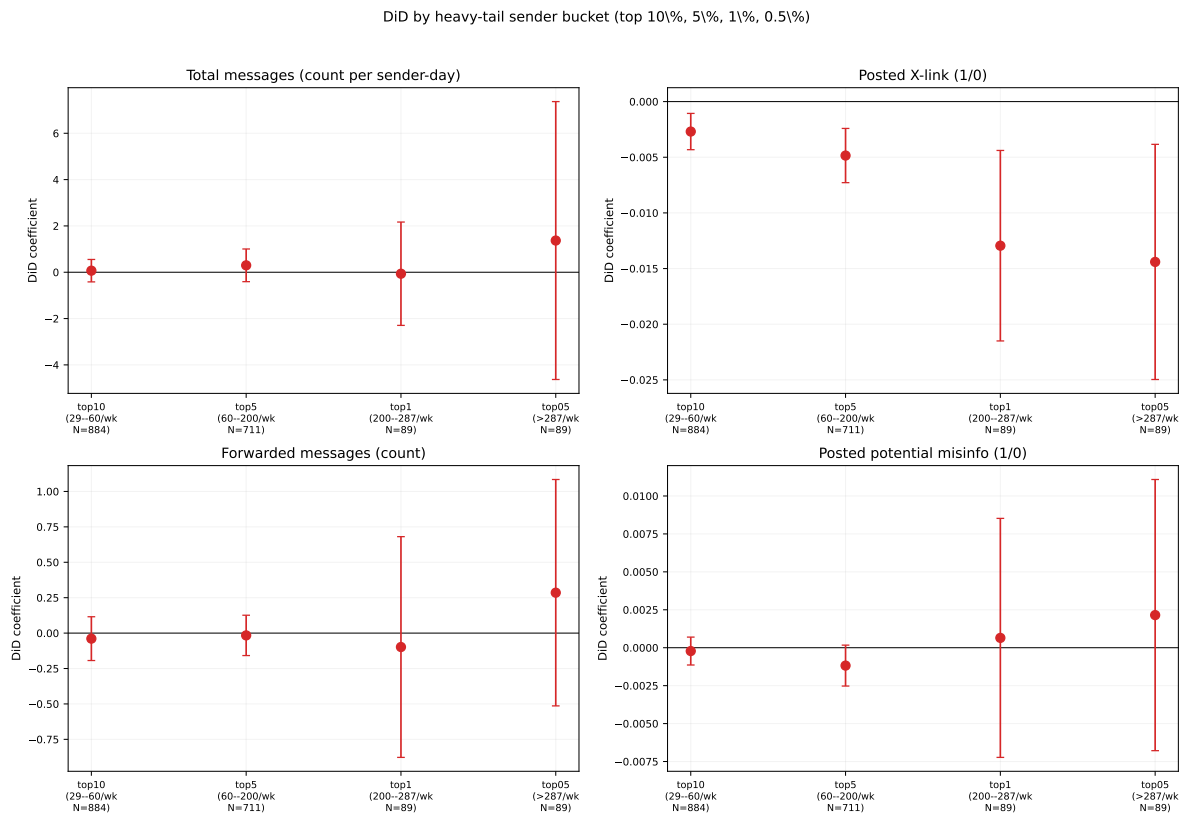 DiD by heavy-tail sender bucket (top 10\%, 5\%, 1\%, 0.5\%)
Total messages (count per sender-day)
DiD coefficient
6
4
2
0
−2
−4
top10
(29--60/wk
N=884)
top5
(60--200/wk
N=711)
top1
(200--287/wk
N=89)
top05
(>287/wk
N=89)
Posted X-link (1/0)
DiD coefficient
0.000
−0.005
−0.010
−0.015
−0.020
−0.025
top10
(29--60/wk
N=884)
top5
(60--200/wk
N=711)
top1
(200--287/wk
N=89)
top05
(>287/wk
N=89)
Forwarded messages (count)
DiD coefficient
1.00
0.75
0.50
0.25
0.00
−0.25
−0.50
−0.75
top10
(29--60/wk
N=884)
top5
(60--200/wk
N=711)
top1
(200--287/wk
N=89)
top05
(>287/wk
N=89)
Posted potential misinfo (1/0)
DiD coefficient
0.0100
0.0075
0.0050
0.0025
0.0000
−0.0025
−0.0050
−0.0075
top10
(29--60/wk
N=884)
top5
(60--200/wk
N=711)
top1
(200--287/wk
N=89)
top05
(>287/wk
N=89)